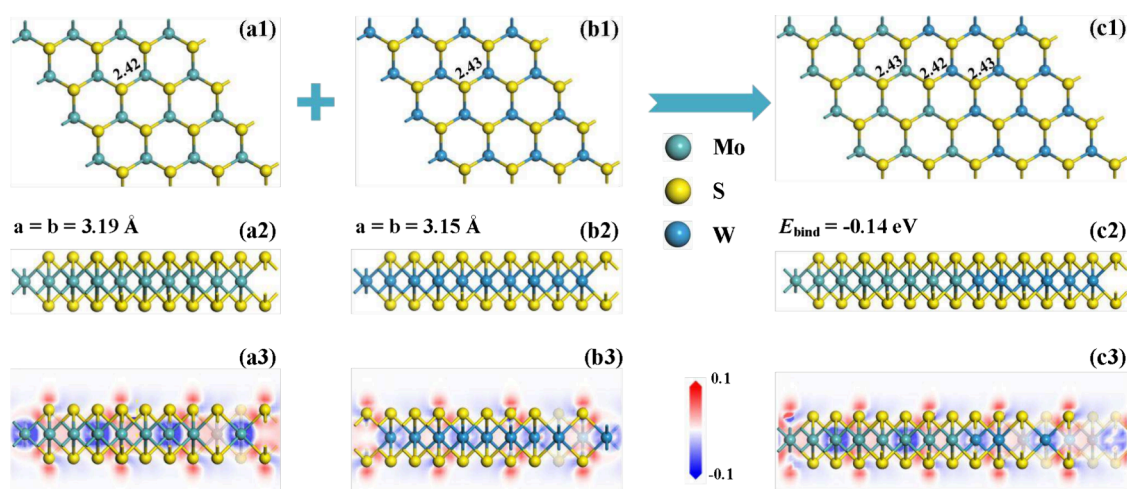 (a1)
(b1)
(c1)
2.42
2.43
2.43
2.42
2.43
Mo
S
W
a = b = 3.19 Å
(a2)
a = b = 3.15 Å
(b2)
E_bind = -0.14 eV
(c2)
(a3)
(b3)
(c3)
0.1
-0.1